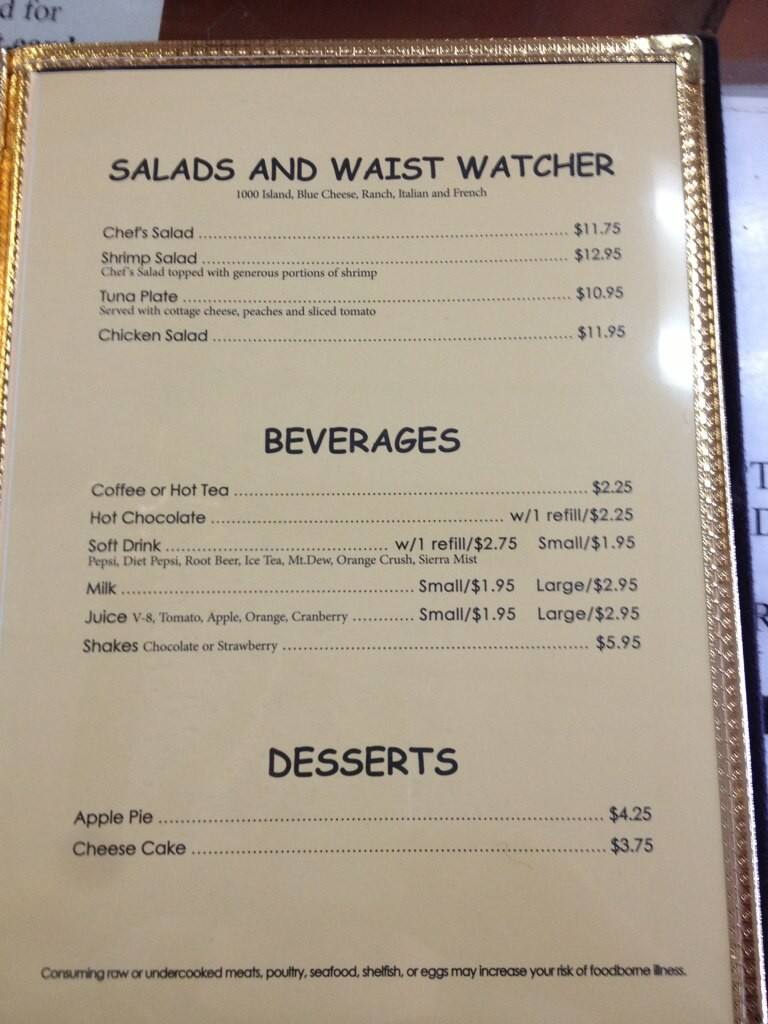 d for
SALADS AND WAIST WATCHER
1000 Island, Blue Cheese, Ranch, Italian and French
Chef's Salad ........ $11.75
Shrimp Salad ........ $12.95
Chef's Salad topped with generous portions of shrimp
Tuna Plate ........ $10.95
Served with cottage cheese, peaches and sliced tomato
Chicken Salad ........ $11.95
BEVERAGES
Coffee or Hot Tea ........ $2.25
Hot Chocolate ........ w/1 refill/$2.25
Soft Drink ........ w/1 refill/$2.75 Small/$1.95
Pepsi, Diet Pepsi, Root Beer, Ice Tea, Mt.Dew, Orange Crush, Sierra Mist
Milk ........ Small/$1.95 Large/$2.95
Juice V-8, Tomato, Apple, Orange, Cranberry ........ Small/$1.95 Large/$2.95
Shakes Chocolate or Strawberry ........ $5.95
DESSERTS
Apple Pie ........ $4.25
Cheese Cake ........ $3.75
Consuming raw or undercooked meats, poultry, seafood, shelfish, or eggs may increase your risk of foodborne illness.